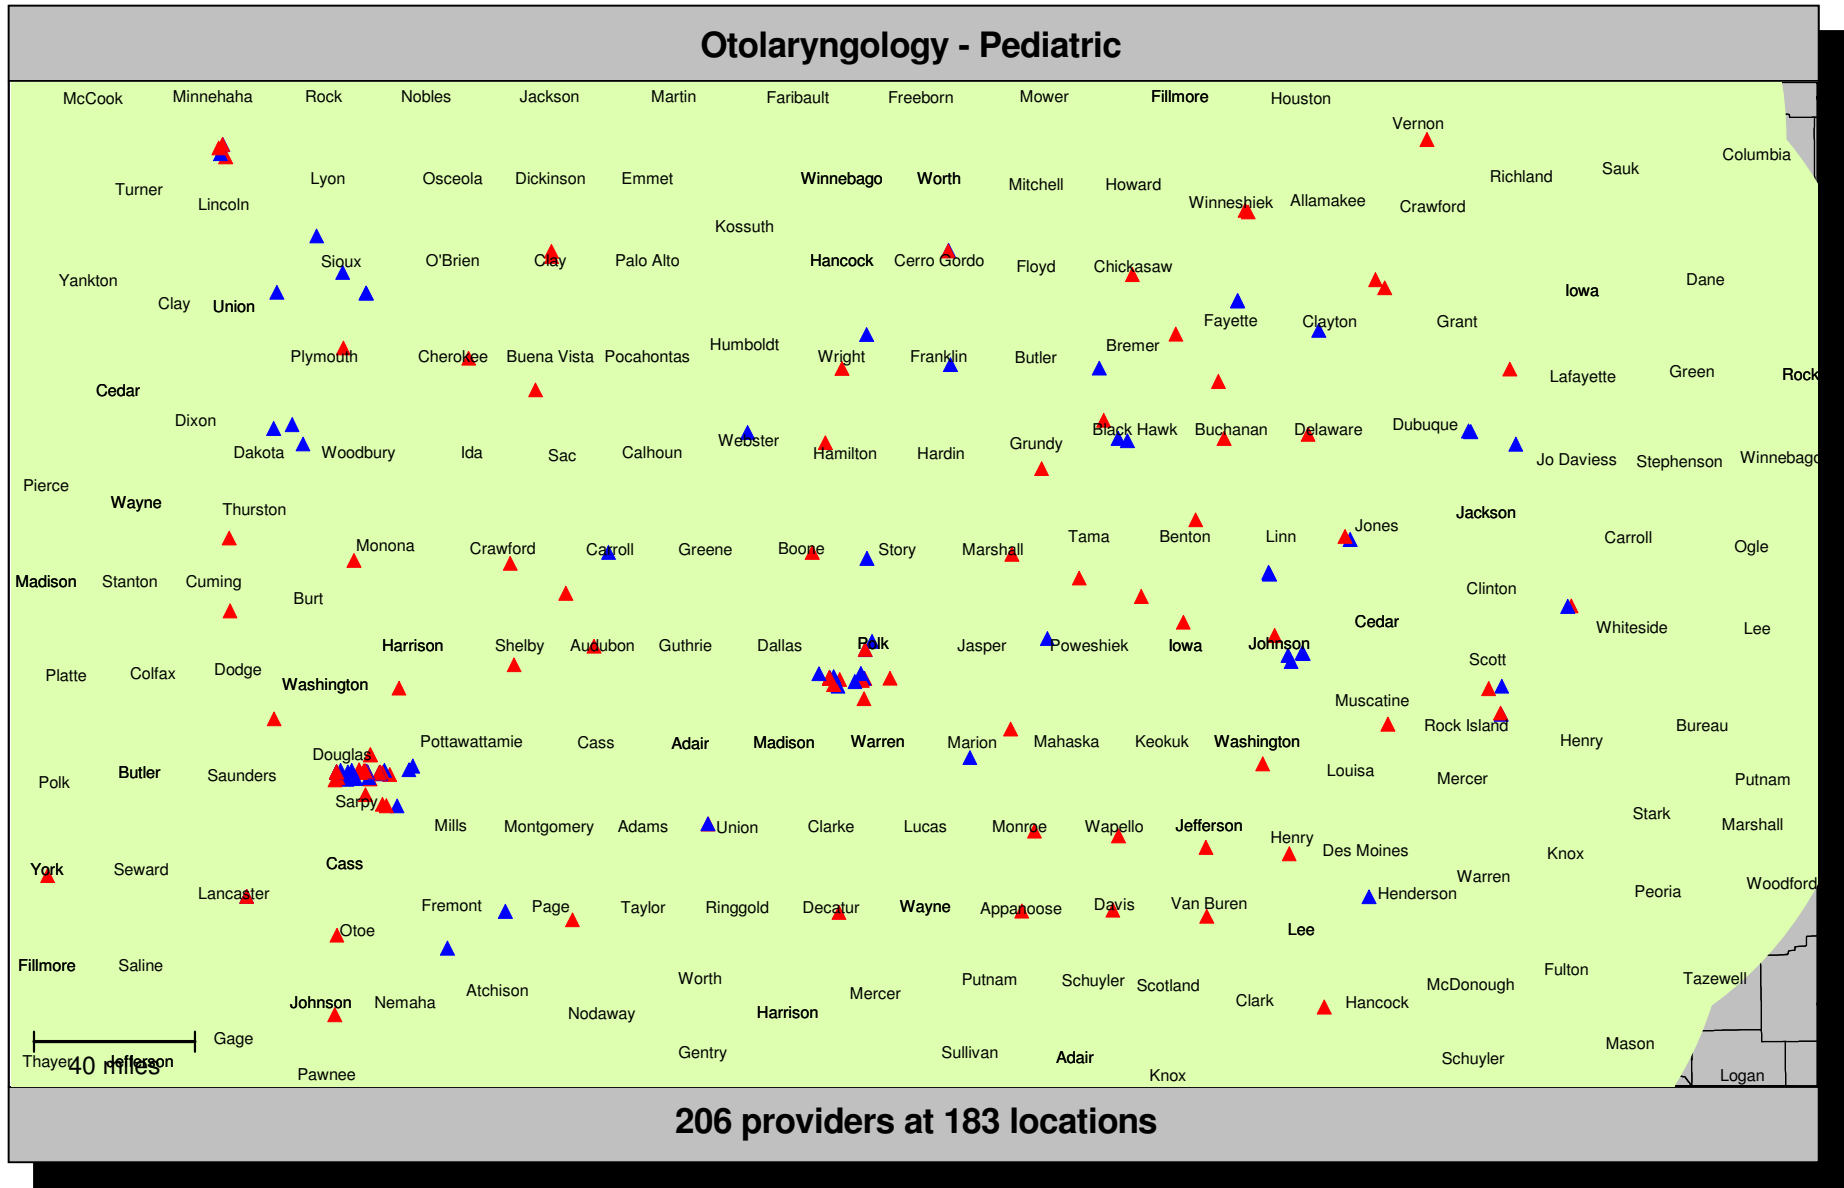 Otolaryngology - Pediatric
McCook Minnehaha Rock Nobles Jackson Martin Faribault Freeborn Mower Fillmore Houston
Vernon
Columbia
Sauk
Richland
Lyon Osceola Dickinson Emmet Winnebago Worth Mitchell Howard
Turner
Lincoln Winneshiek Allamakee Crawford
Kossuth
Sioux O'Brien Clay Palo Alto Hancock Cerro Gordo Floyd Chickasaw
Yankton Dane
Clay Union Iowa
Fayette Clayton Grant
Humboldt Bremer
Plymouth Cherokee Buena Vista Pocahontas Wright Franklin Butler
Lafayette Green Rock
Cedar
Dixon Dubuque
Webster Grundy Black Hawk Buchanan Delaware
Dakota Woodbury Ida Sac Calhoun Hamilton Hardin
Jo Daviess Stephenson Winnebago
Pierce
Wayne Thurston Jackson
Jones
Monona Crawford Carroll Greene Boone Story Marshall Tama Benton Linn Carroll Ogle
Madison Stanton Cuming Clinton
Burt
Cedar Whiteside Lee
Harrison Shelby Audubon Guthrie Dallas Polk Jasper Poweshiek Iowa Johnson
Scott
Platte Colfax Dodge
Washington
Muscatine
Rock Island Bureau
Pottawattamie Cass Adair Madison Warren Marion Mahaska Keokuk Washington Henry
Douglas
Polk Butler Saunders Louisa Mercer Putnam
Sarpy
Stark
Mills Montgomery Adams Union Clarke Lucas Monroe Wapello Jefferson Marshall
Henry
Des Moines Knox
York Seward Cass
Warren
Lancaster Henderson Peoria Woodford
Fremont Page Taylor Ringgold Decatur Wayne Appanoose Davis Van Buren
Otoe Lee
Fillmore Saline Fulton
Worth Putnam Schuyler Scotland McDonough Tazewell
Atchison Mercer
Johnson Nemaha Clark Hancock
Nodaway Harrison
Gage Mason
Gentry Sullivan Adair Schuyler
Thayer Jefferson
40 miles
Pawnee Knox Logan
206 providers at 183 locations